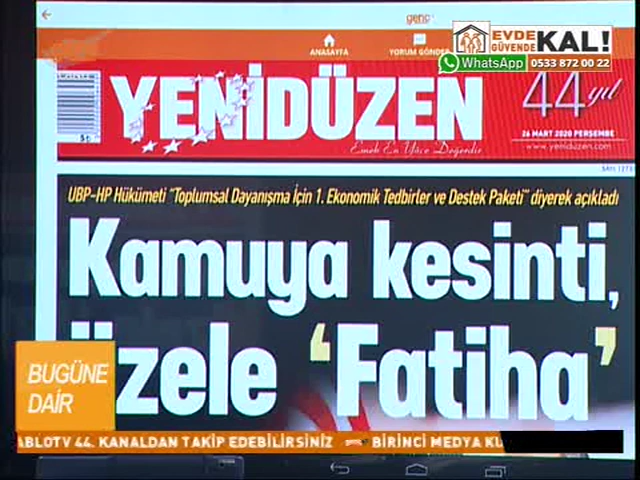 genç
EVDE
GÜVENDE
KAL!
WhatsApp 0533 872 00 22
ANASAYFA
YORUM GÖNDER
YENİDÜZEN
44 yıl
Emek En Yüce Değerdir
26 MART 2020 PERŞEMBE
www.yeniduzen.com
UBP-HP Hükümeti "Toplumsal Dayanışma İçin 1. Ekonomik Tedbirler ve Destek Paketi" diyerek açıkladı
Kamuya kesinti,
özele 'Fatiha'
BUGÜNE
DAİR
ABLOTV 44. KANALDAN TAKİP EDEBİLİRSİNİZ BİRİNCİ MEDYA KU